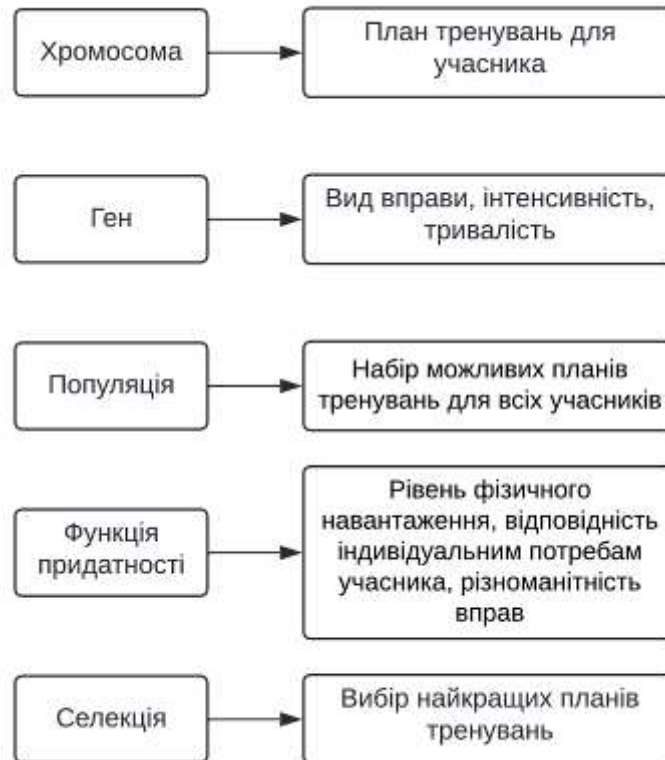 Хромосома
План тренувань для
учасника
Ген
Вид вправи, інтенсивність,
тривалість
Популяція
Набір можливих планів
тренувань для всіх учасників
Функція
придатності
Рівень фізичного
навантаження, відповідність
індивідуальним потребам
учасника, різноманітність
вправ
Селекція
Вибір найкращих планів
тренувань